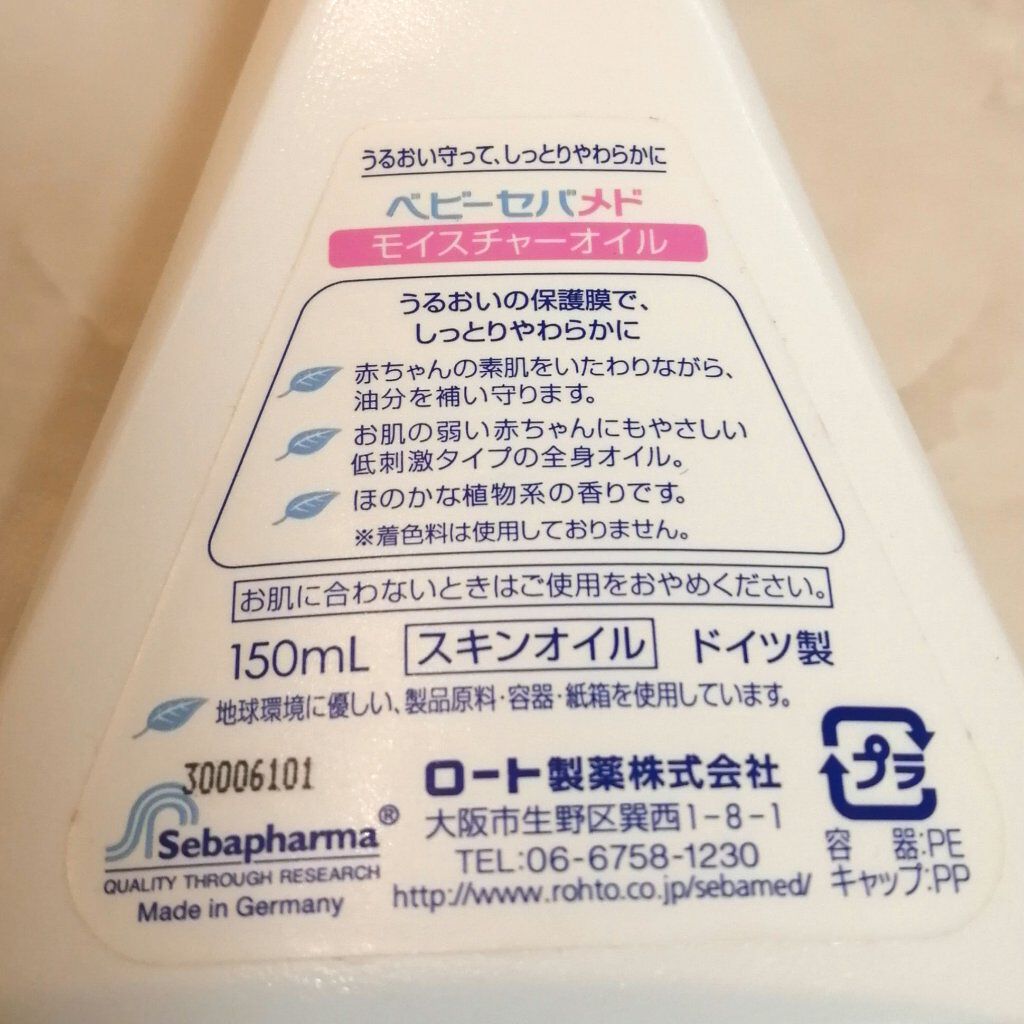 うるおい守って、しっとりやわらかに
ベビーセバメド
モイスチャーオイル
うるおいの保護膜で、
しっとりやわらかに
赤ちゃんの素肌をいたわりながら、
油分を補い守ります。
お肌の弱い赤ちゃんにもやさしい
低刺激タイプの全身オイル。
ほのかな植物系の香りです。
※着色料は使用しておりません。
お肌に合わないときはご使用をおやめください。
150mL スキンオイル ドイツ製
地球環境に優しい、製品原料・容器・紙箱を使用しています。
30006101
Sebapharma®
QUALITY THROUGH RESEARCH
Made in Germany
ロート製薬株式会社
大阪市生野区巽西1-8-1
TEL:06-6758-1230
http://www.rohto.co.jp/sebamed/
プラ
容 器:PE
キャップ:PP